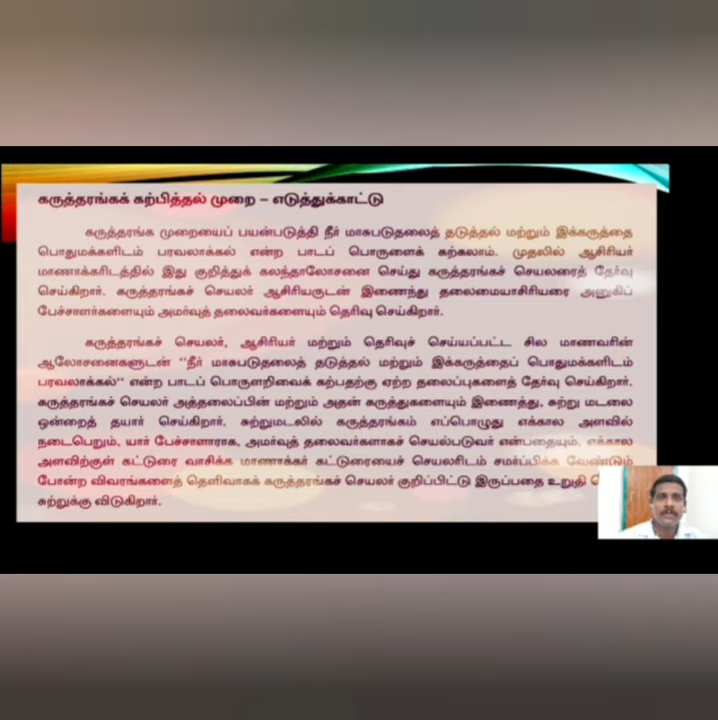 கருத்தரங்கக் கற்பித்தல் முறை – எடுத்துக்காட்டு
கருத்தரங்க முறையைப் பயன்படுத்தி நீர் மாசுபடுதலைத் தடுத்தல் மற்றும் இக்கருத்தை
பொதுமக்களிடம் பரவலாக்கல் என்ற பாடப் பொருளைக் கற்கலாம். முதலில் ஆசிரியர்
மாணாக்கரிடத்தில் இது குறித்துக் கலந்தாலோசனை செய்து கருத்தரங்கச் செயலரைத் தேர்வு
செய்கிறார். கருத்தரங்கச் செயலர் ஆசிரியருடன் இணைந்து தலைமையாசிரியரை அனுகிப்
பேச்சாளர்களையும் அமர்வுத் தலைவர்களையும் தெரிவு செய்கிறார்.
கருத்தரங்கச் செயலர், ஆசிரியர் மற்றும் தெரிவுச் செய்யப்பட்ட சில மாணவரின்
ஆலோசனைகளுடன் “நீர் மாசுபடுதலைத் தடுத்தல் மற்றும் இக்கருத்தைப் பொதுமக்களிடம்
பரவலாக்கல்” என்ற பாடப் பொருளறிவைக் கற்பதற்கு ஏற்ற தலைப்புகளைத் தேர்வு செய்கிறார்.
கருத்தரங்கச் செயலர் அத்தலைப்பின் மற்றும் அதன் கருத்துகளையும் இணைத்து, சுற்று மடலை
ஒன்றைத் தயார் செய்கிறார். சுற்றுமடலில் கருத்தரங்கம் எப்பொழுது எக்கால அளவில்
நடைபெறும், யார் பேச்சாளராக, அமர்வுத் தலைவர்களாகச் செயல்படுவர் என்பதையும், எக்கால
அளவிற்குள் கட்டுரை வாசிக்க மாணாக்கர் கட்டுரையைச் செயலரிடம் சமர்ப்பிக்க வேண்டும்
போன்ற விவரங்களைத் தெளிவாகக் கருத்தரங்கச் செயலர் குறிப்பிட்டு இருப்பதை உறுதி
சுற்றுக்கு விடுகிறார்.